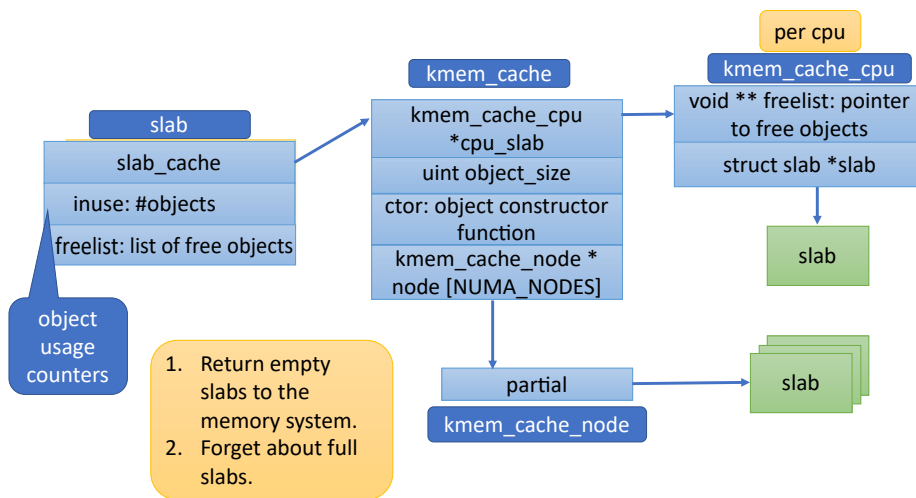 slab
slab_cache
inuse: #objects
freelist: list of free objects
object
usage
counters
1. Return empty
slabs to the
memory system.
2. Forget about full
slabs.
kmem_cache
kmem_cache_cpu
*cpu_slab
uint object_size
ctor: object constructor
function
kmem_cache_node *
node [NUMA_NODES]
partial
kmem_cache_node
per cpu
kmem_cache_cpu
void ** freelist: pointer
to free objects
struct slab *slab
slab
slab